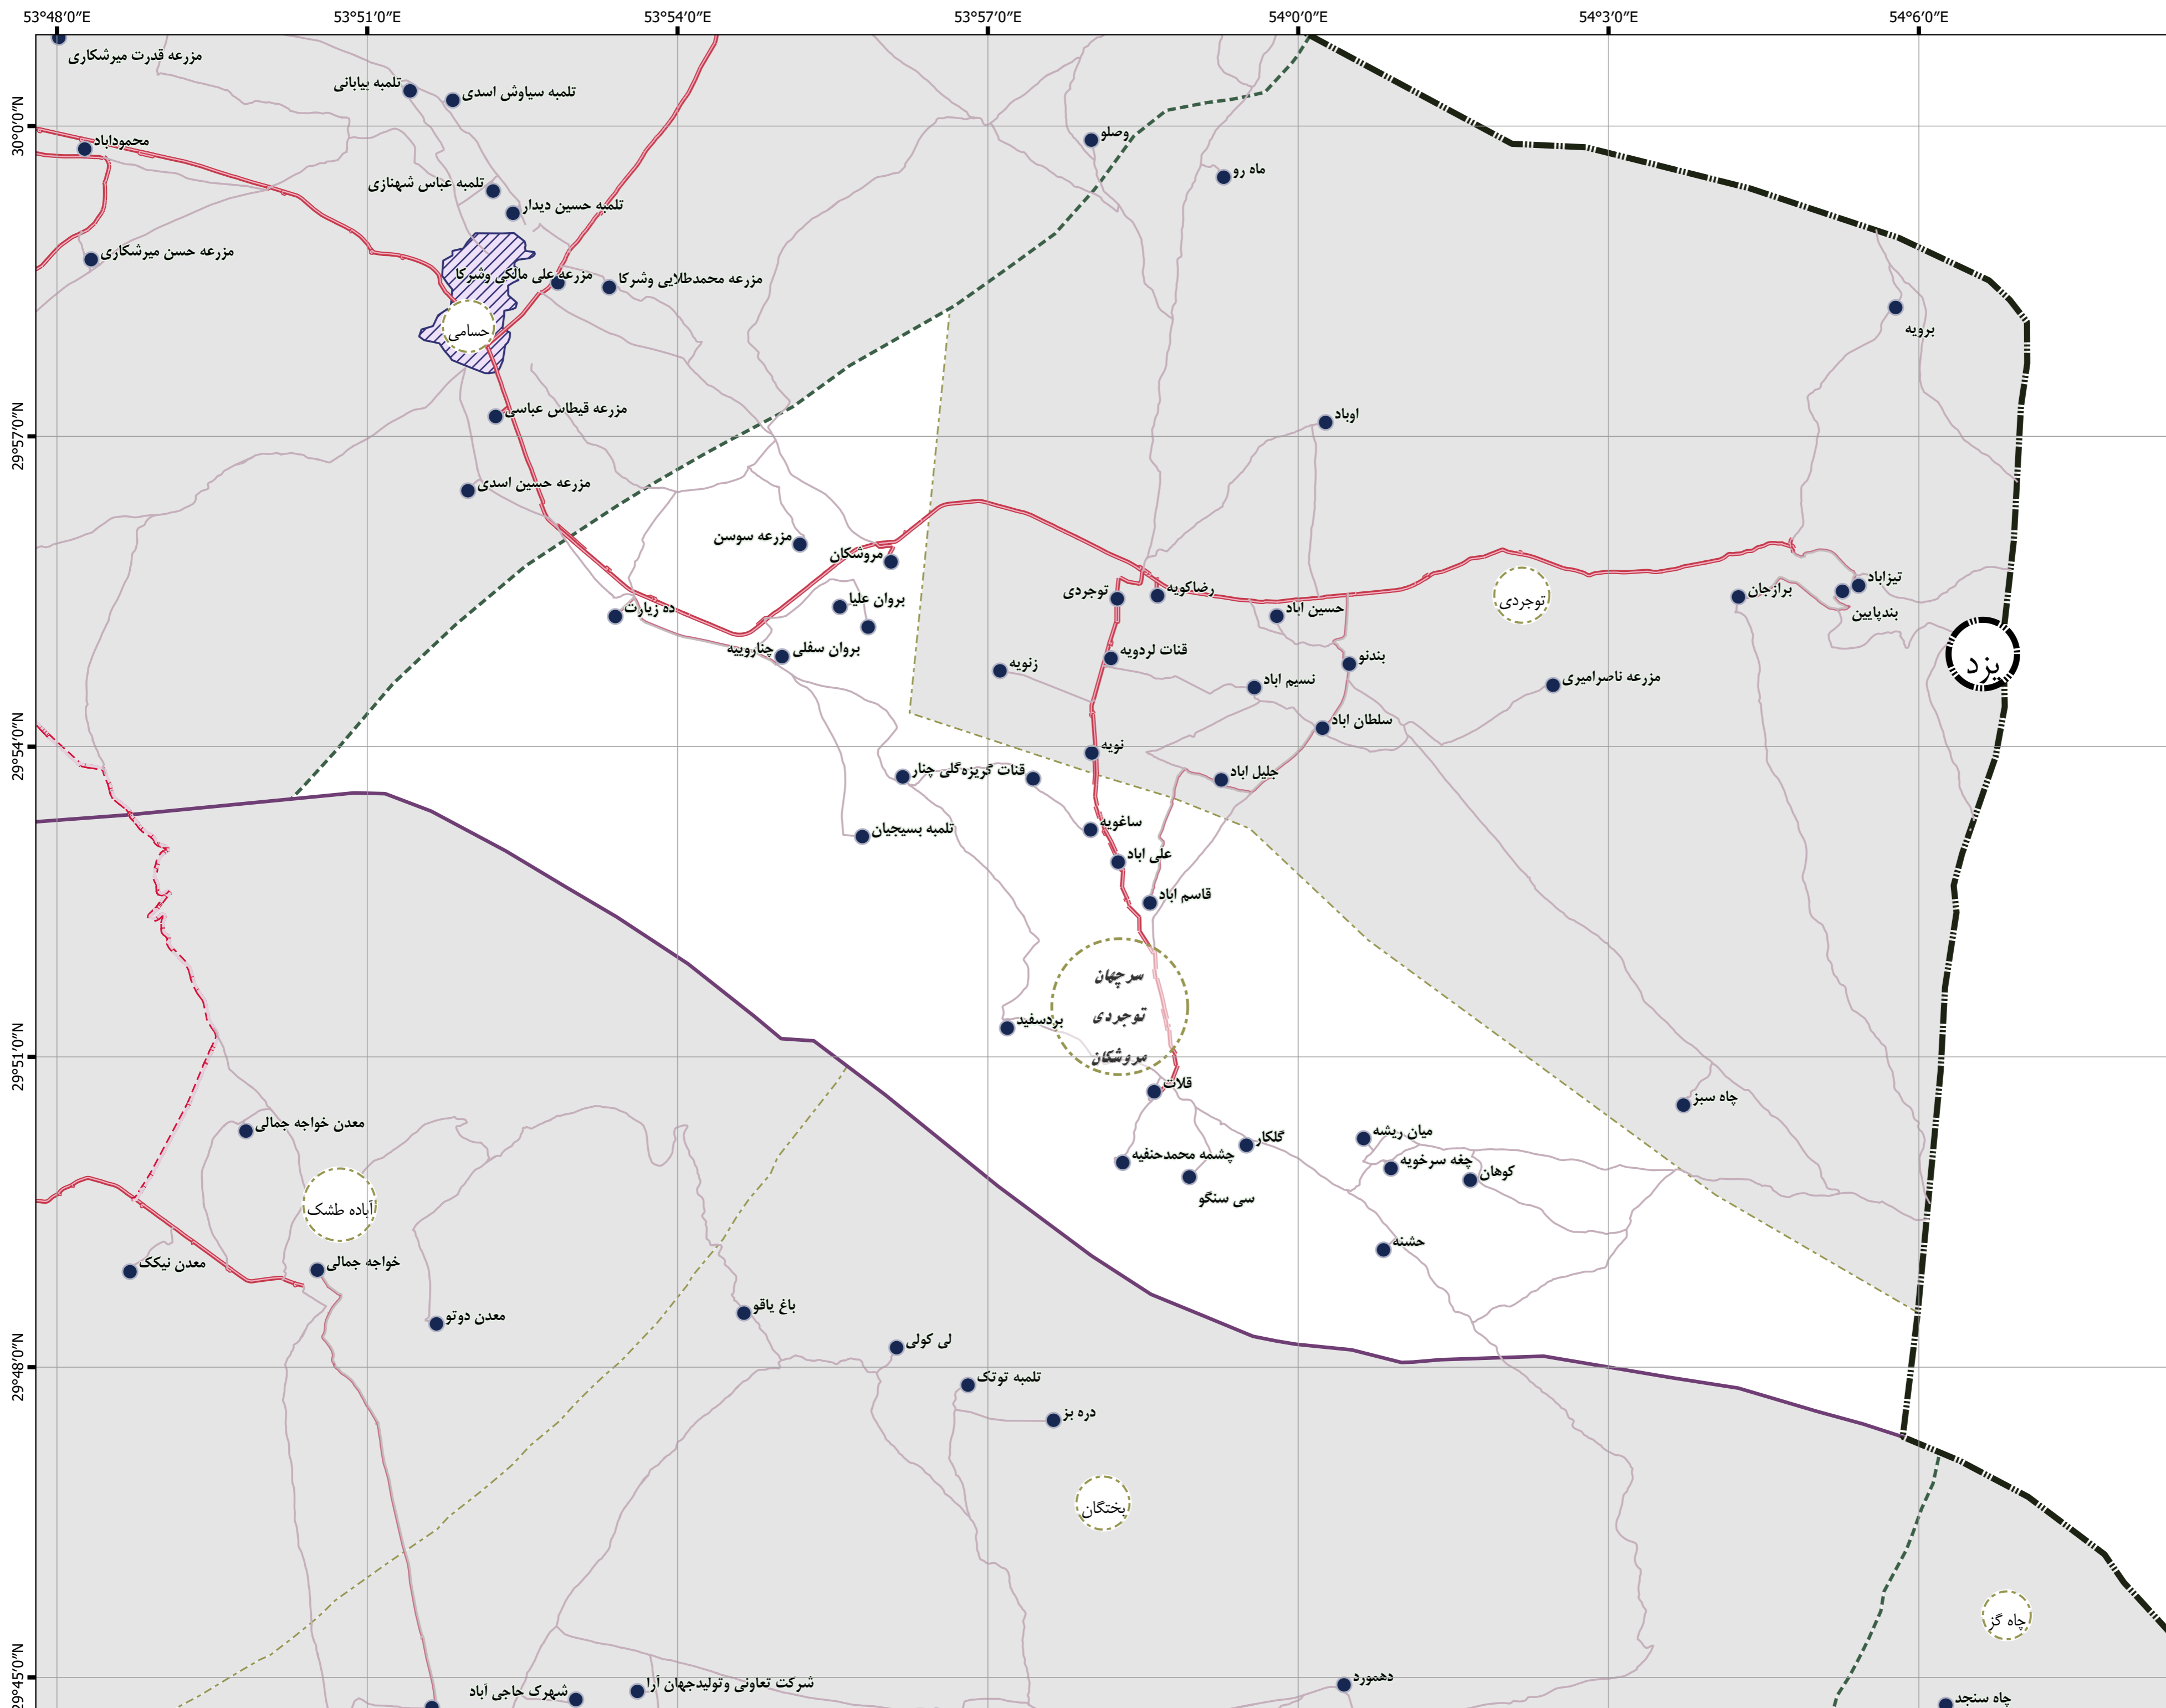 53°48'0"E
53°51'0"E
53°54'0"E
53°57'0"E
54°0'0"E
54°3'0"E
54°6'0"E
مزرعه قدرت میرشکاری
تلمبه بیابانی
تلمبه سیاوش اسدی
30°0'0"N
محموداباد
وصلو
ماه رو
تلمبه عباس شهنازی
تلمبه حسین دیدار
مزرعه حسن میرشکاری
مزرعه علی مالکی وشرکا
مزرعه محمدطلایی وشرکا
حسامی
برویه
مزرعه قیطاس عباسی
اوباد
29°57'0"N
مزرعه حسین اسدی
مزرعه سوسن
مروشکان
توجردی
رضاکویه
توجردی
برازجان
تیزاباد
بندپایین
ده زیارت
بروان علیا
حسین اباد
چناروییه
بروان سفلی
زنویه
قنات لردویه
بندنو
یزد
نسیم اباد
مزرعه ناصرامیری
سلطان اباد
29°54'0"N
نویه
گلی چنار
قنات گریزه
جلیل اباد
تلمبه بسیجیان
ساغویه
علی اباد
قاسم اباد
سرچهان
توجردی
مروشکان
بردسفید
29°51'0"N
قلات
چاه سبز
معدن خواجه جمالی
گلکار
میان ریشه
چشمه محمدحنفیه
چغه سرخویه
کوهان
سی سنگو
آباده طشک
حشنه
معدن نیکک
خواجه جمالی
معدن دوتو
باغ یاقو
لی کولی
29°48'0"N
تلمبه توتک
دره بز
پختگان
چاه گز
29°45'0"N
شهرک حاجی آباد
شرکت تعاونی وتولیدجهان آرا
دهمورد
چاه سنجد